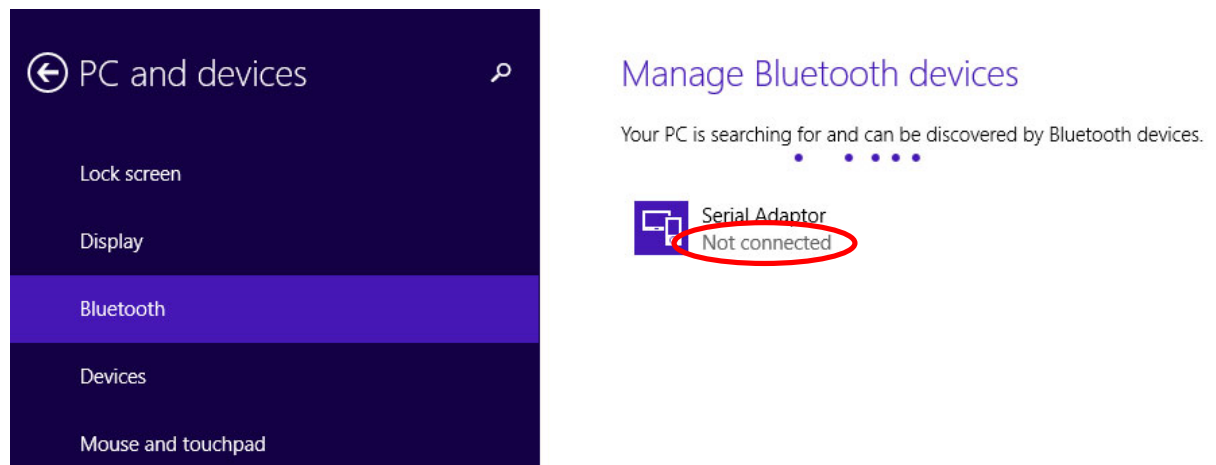 PC and devices
Lock screen
Display
Bluetooth
Devices
Mouse and touchpad
Manage Bluetooth devices
Your PC is searching for and can be discovered by Bluetooth devices.
Serial Adaptor
Not connected